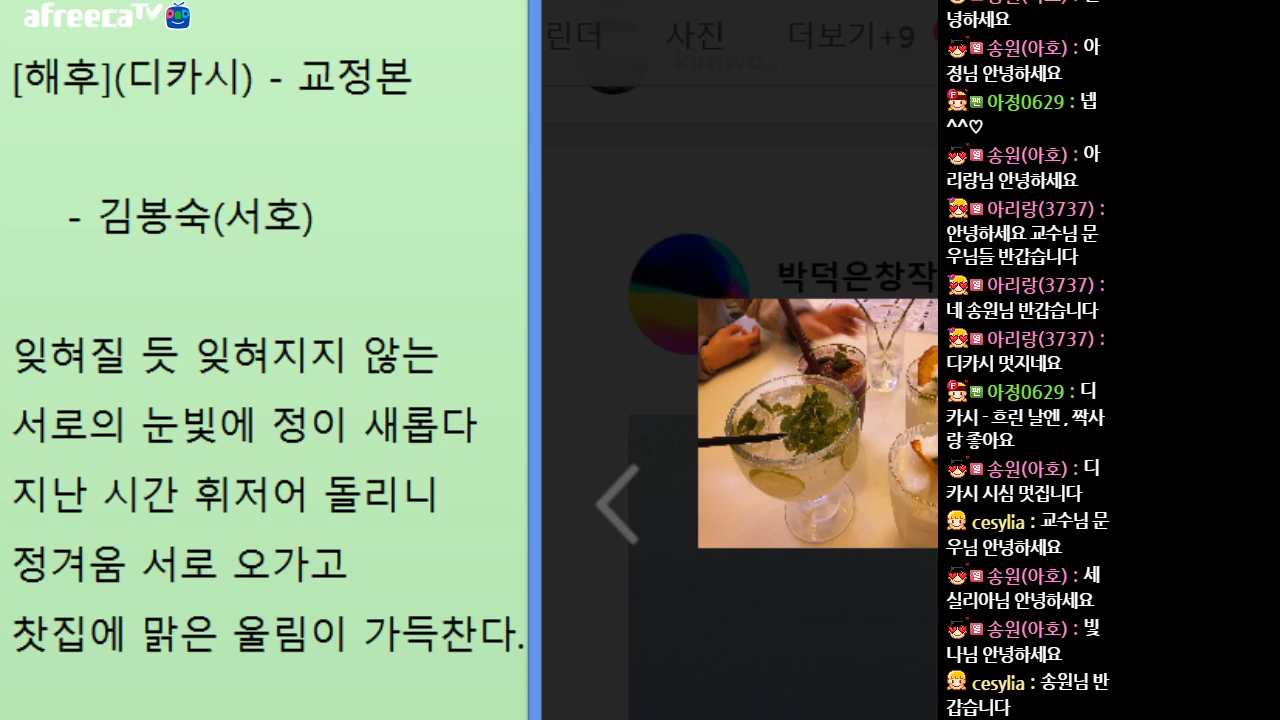 afreecaTV
[해후](디카시) - 교정본
- 김봉숙(서호)
잊혀질 듯 잊혀지지 않는
서로의 눈빛에 정이 새롭다
지난 시간 휘저어 돌리니
정겨움 서로 오가고
찻집에 맑은 울림이 가득찬다.
린더 사진 더보기+9
kimwo...
박덕은창작
녕하세요
송원(아호) : 아
정님 안녕하세요
아정0629 : 넵
^^♡
송원(아호) : 아
리랑님 안녕하세요
아리랑(3737) :
안녕하세요 교수님 문
우님들 반갑습니다
아리랑(3737) :
네 송원님 반갑습니다
아리랑(3737) :
디카시 멋지네요
아정0629 : 디
카시 - 흐린 날엔 , 짝사
랑 좋아요
송원(아호) : 디
카시 시심 멋집니다
cesylia : 교수님 문
우님 안녕하세요
송원(아호) : 세
실리아님 안녕하세요
송원(아호) : 빛
나님 안녕하세요
cesylia : 송원님 반
갑습니다